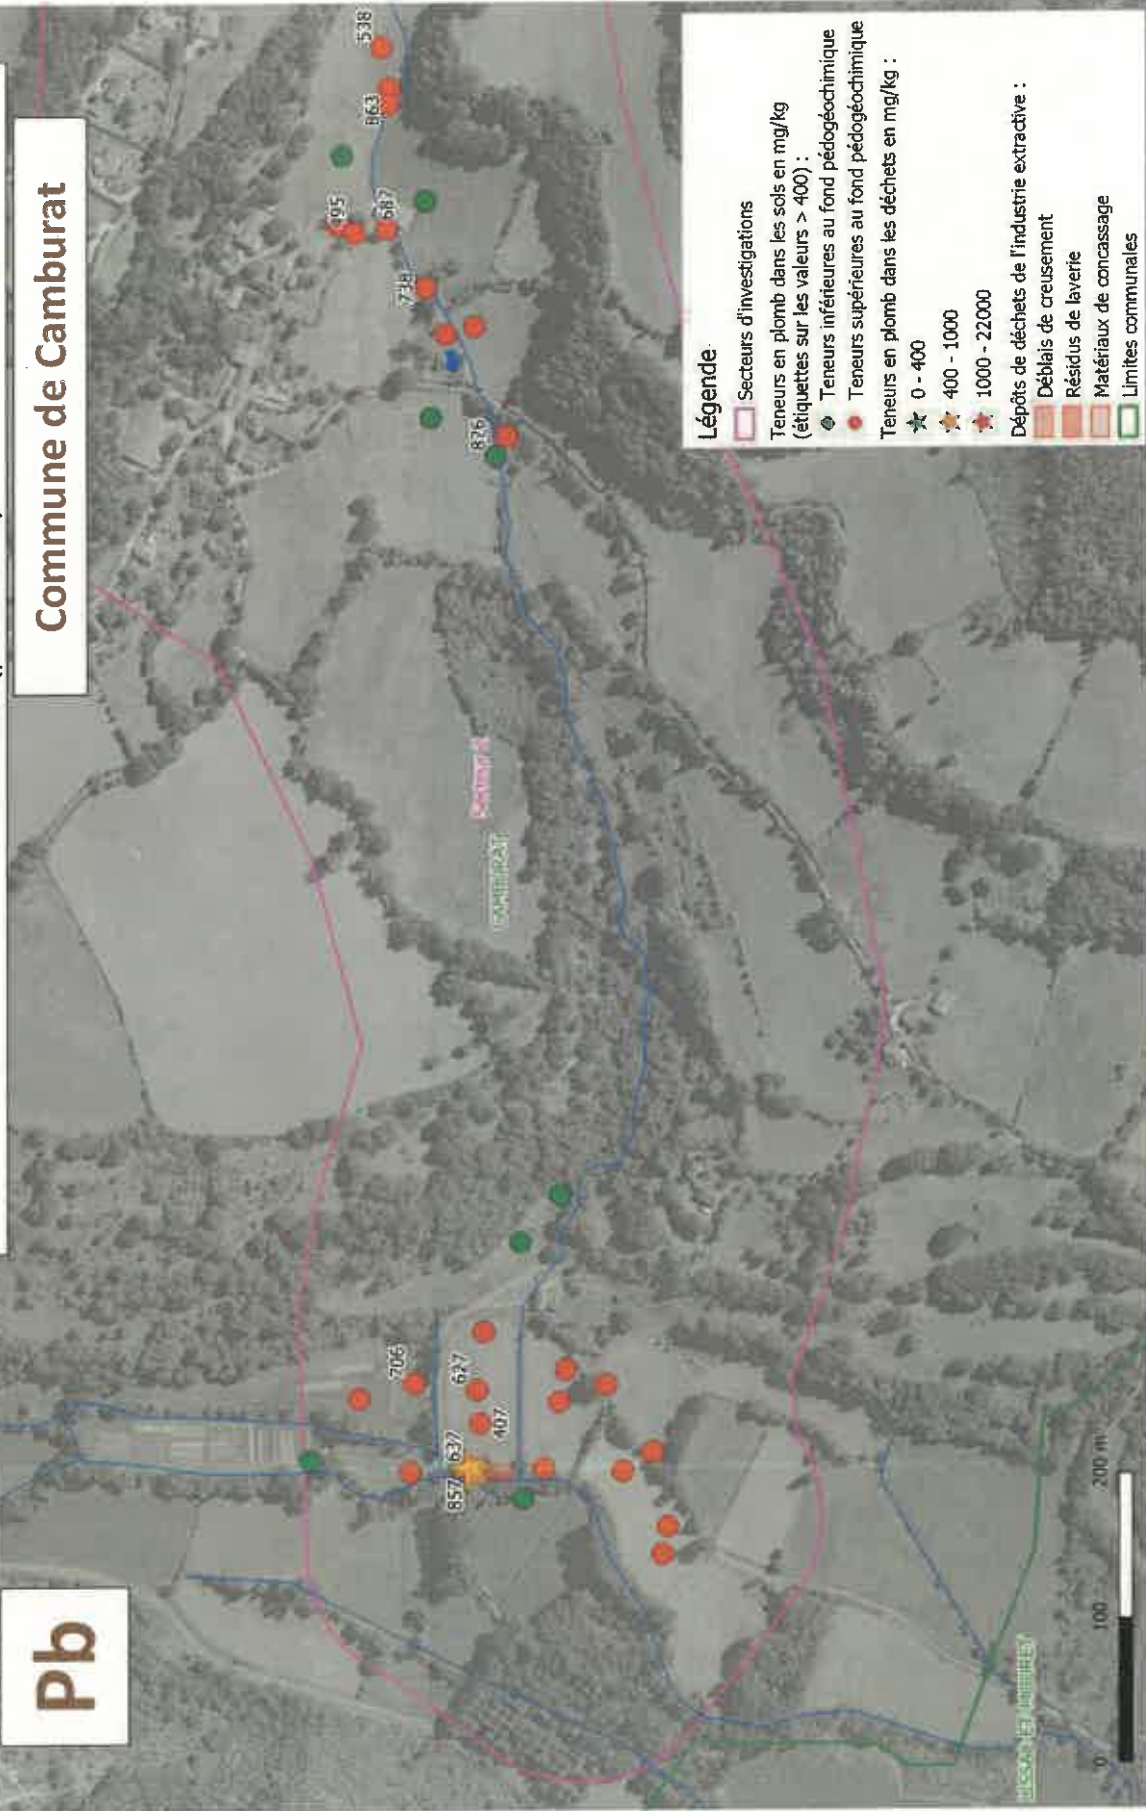 Pb
Commune de Camburat
538
863
495
687
738
826
706
627
407
637
857
CAMBURAT
Légende
Secteurs d'investigations
Teneurs en plomb dans les sols en mg/kg
(étiquettes sur les valeurs > 400) :
Teneurs inférieures au fond pédogéochimique
Teneurs supérieures au fond pédogéochimique
Teneurs en plomb dans les déchets en mg/kg :
0 - 400
400 - 1000
1000 - 22000
Dépôts de déchets de l'industrie extractive :
Déblais de creusement
Résidus de laverie
Matériaux de concassage
Limites communales
0 100 200 m